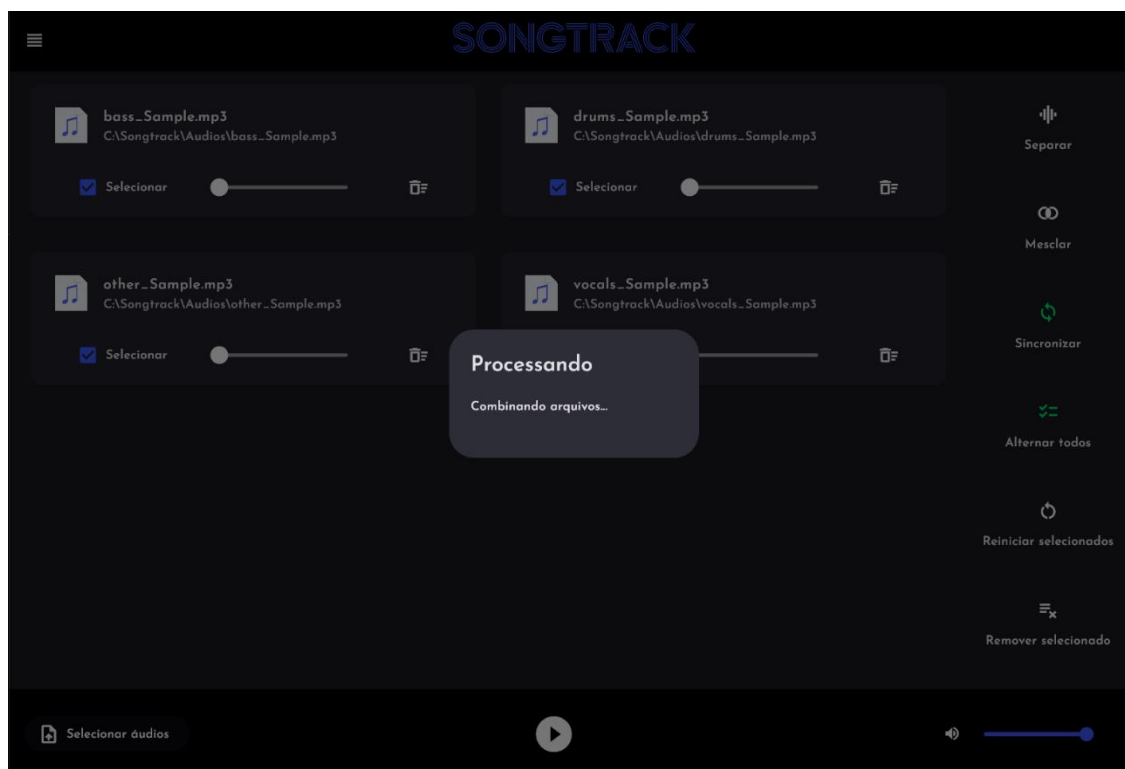 SONGTRACK
bass_Sample.mp3
C:\Songtrack\Audios\bass_Sample.mp3
Selecionar
drums_Sample.mp3
C:\Songtrack\Audios\drums_Sample.mp3
Selecionar
other_Sample.mp3
C:\Songtrack\Audios\other_Sample.mp3
Selecionar
vocals_Sample.mp3
C:\Songtrack\Audios\vocals_Sample.mp3
Processando
Combinando arquivos...
Separar
Mesclar
Sincronizar
Alternar todos
Reiniciar selecionados
Remover selecionado
Selecionar áudios